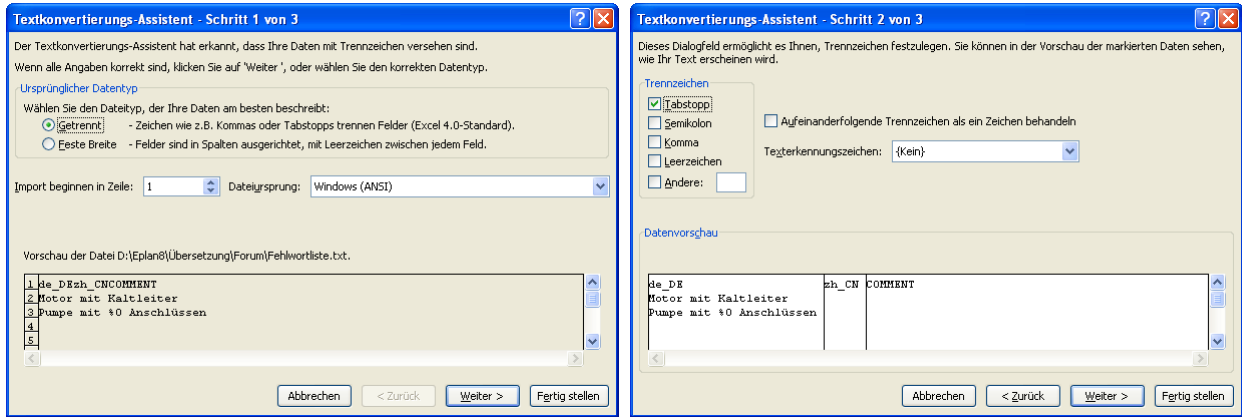 Textkonvertierungs-Assistent - Schritt 1 von 3
Der Textkonvertierungs-Assistent hat erkannt, dass Ihre Daten mit Trennzeichen versehen sind.
Wenn alle Angaben korrekt sind, klicken Sie auf 'Weiter ', oder wählen Sie den korrekten Datentyp.
Ursprünglicher Datentyp
Wählen Sie den Dateityp, der Ihre Daten am besten beschreibt:
Getrennt - Zeichen wie z.B. Kommas oder Tabstopps trennen Felder (Excel 4.0-Standard).
Feste Breite - Felder sind in Spalten ausgerichtet, mit Leerzeichen zwischen jedem Feld.
Import beginnen in Zeile: 1 Dateiursprung: Windows (ANSI)
Vorschau der Datei D:\Eplan8\Übersetzung\Forum\Fehlwortliste.txt.
1 de_DEzh_CNCOMMENT
2 Motor mit Kaltleiter
3 Pumpe mit %0 Anschlüssen
4
5
Abbrechen < Zurück Weiter > Fertig stellen
Textkonvertierungs-Assistent - Schritt 2 von 3
Dieses Dialogfeld ermöglicht es Ihnen, Trennzeichen festzulegen. Sie können in der Vorschau der markierten Daten sehen,
wie Ihr Text erscheinen wird.
Trennzeichen
Tabstopp
Semikolon
Komma
Leerzeichen
Andere:
Aufeinanderfolgende Trennzeichen als ein Zeichen behandeln
Texterkennungszeichen: {Kein}
Datenvorschau
de_DE zh_CN COMMENT
Motor mit Kaltleiter
Pumpe mit %0 Anschlüssen
Abbrechen < Zurück Weiter > Fertig stellen